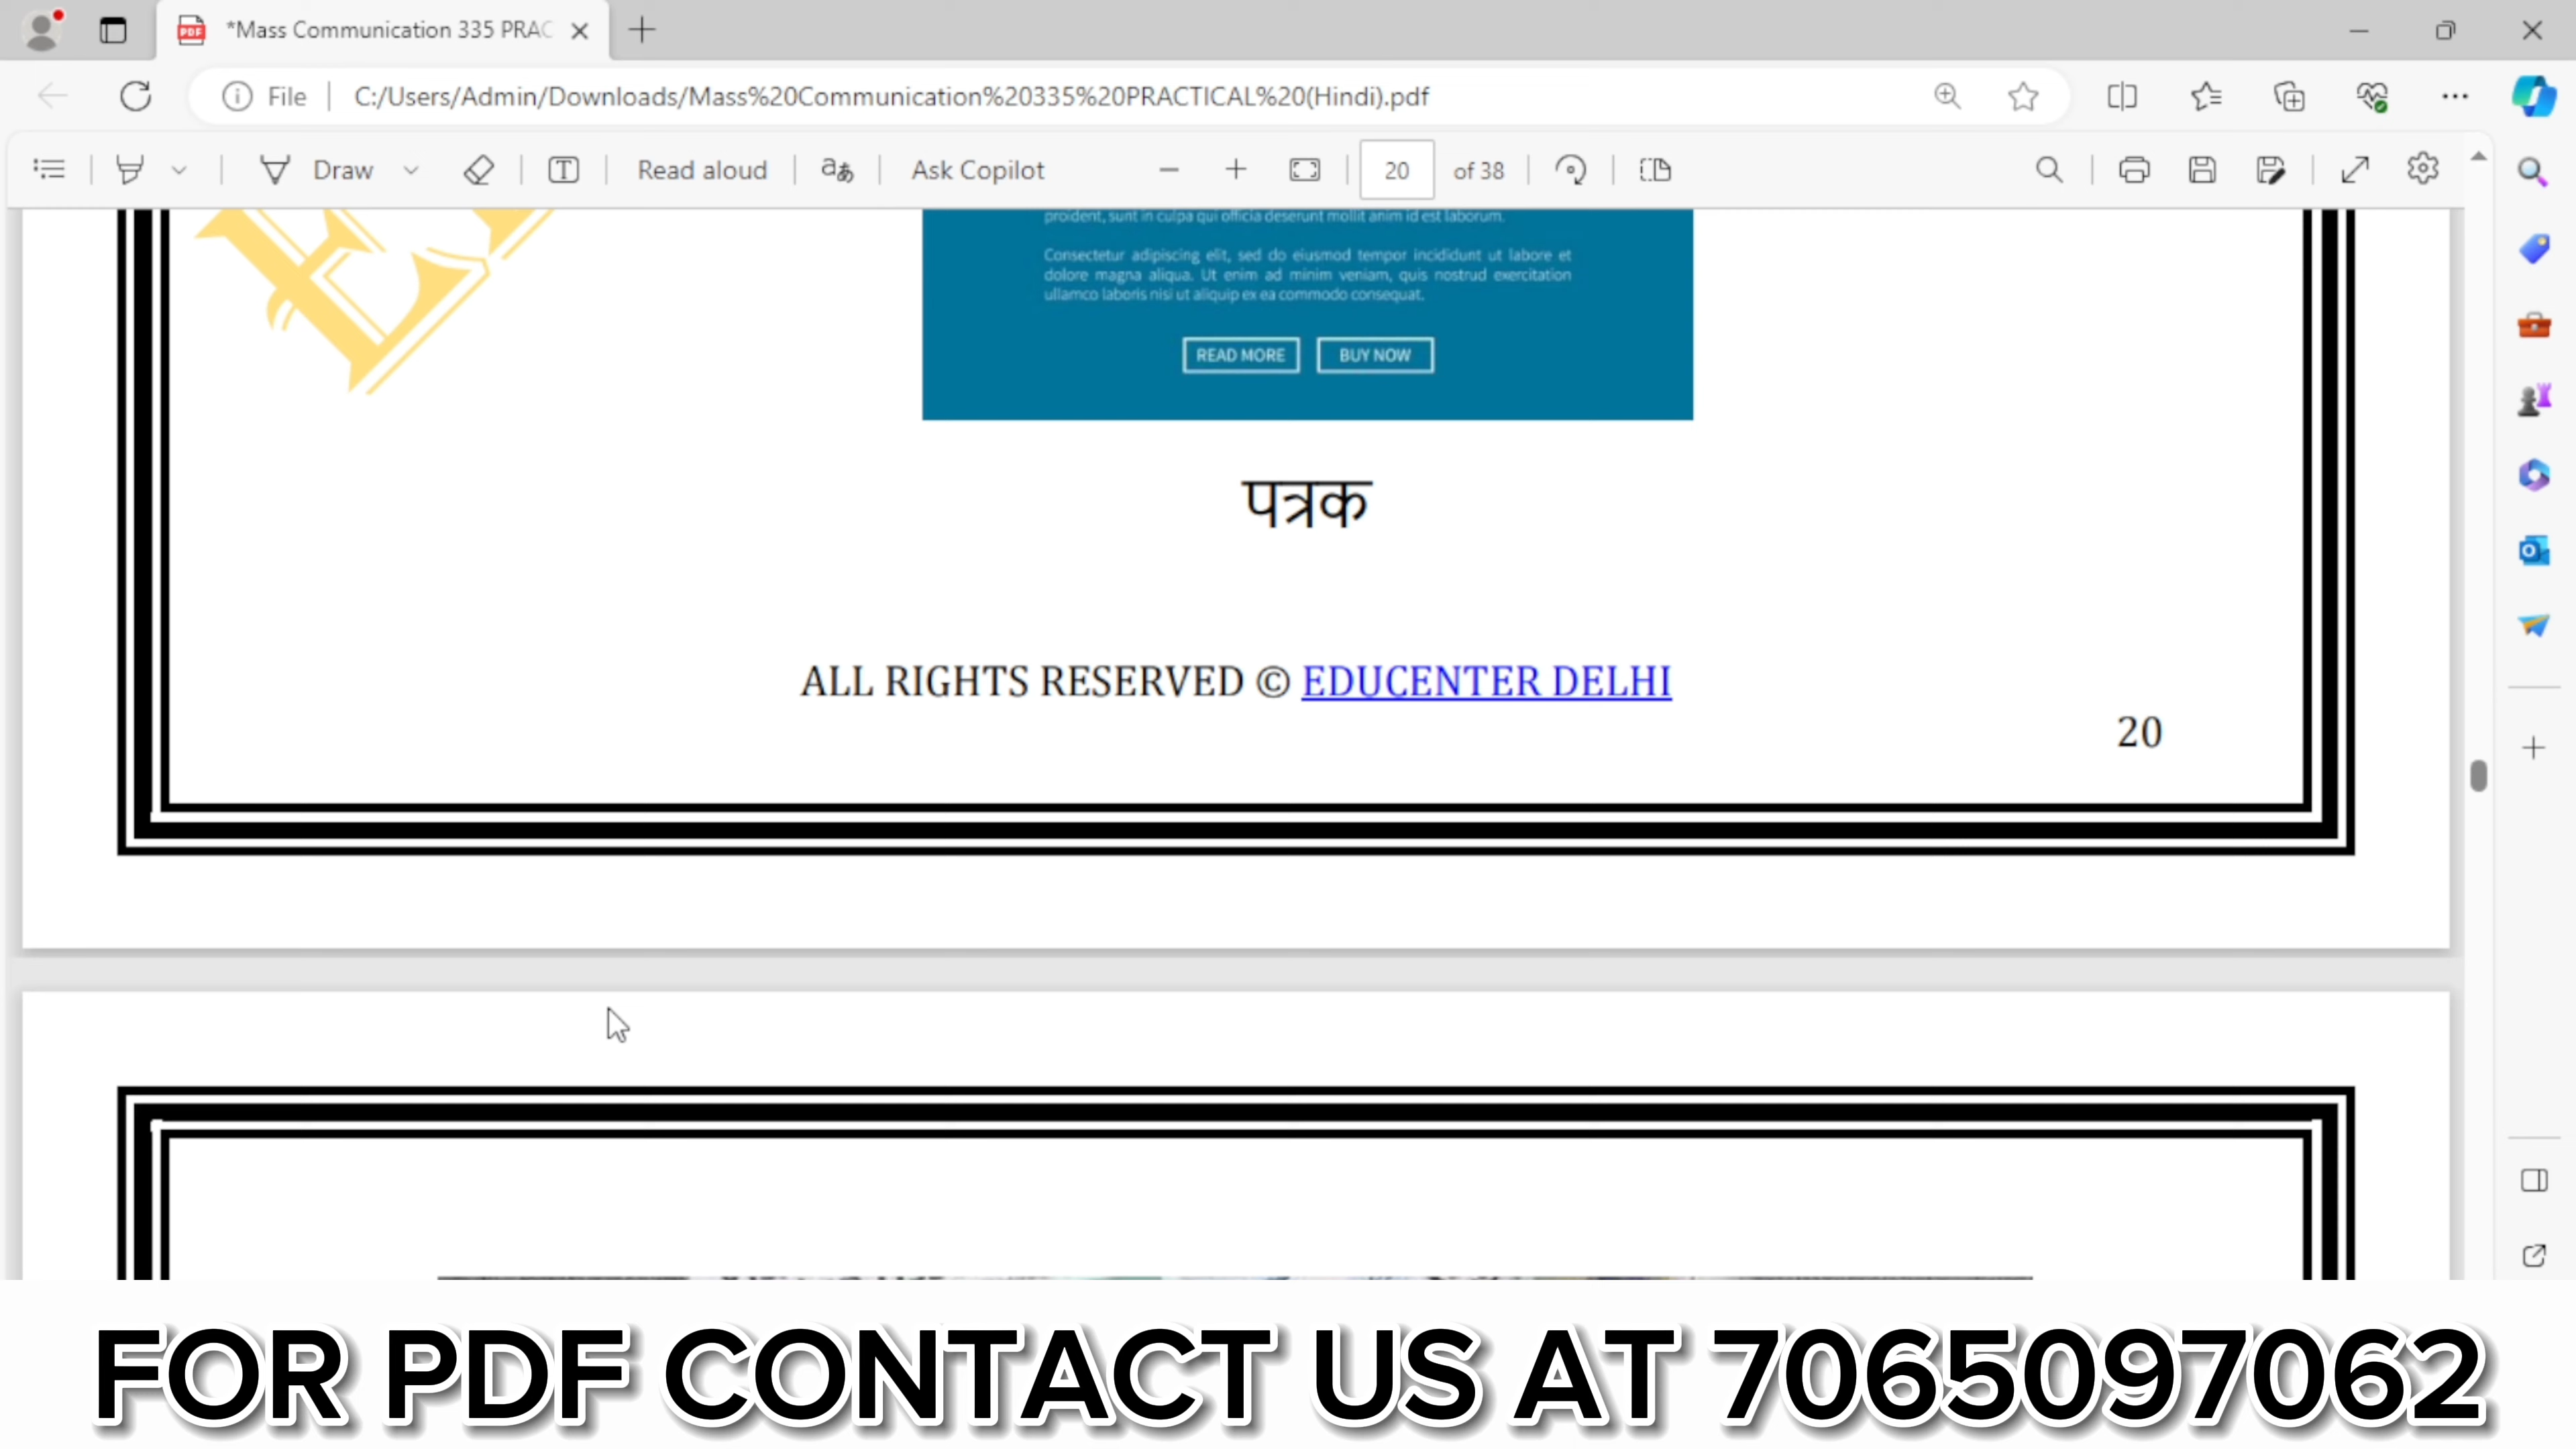 *Mass Communication 335 PRAC
File
C:/Users/Admin/Downloads/Mass%20Communication%20335%20PRACTICAL%20(Hindi).pdf
Draw
Read aloud
aあ
Ask Copilot
20
of 38
proident, sunt in culpa qui officia deserunt mollit anim id est laborum.
Consectetur adipiscing elit, sed do eiusmod tempor incididunt ut labore et
dolore magna aliqua. Ut enim ad minim veniam, quis nostrud exercitation
ullamco laboris nisi ut aliquip ex ea commodo consequat.
READ MORE
BUY NOW
पत्रक
ALL RIGHTS RESERVED © EDUCENTER DELHI
20
FOR PDF CONTACT US AT 7065097062